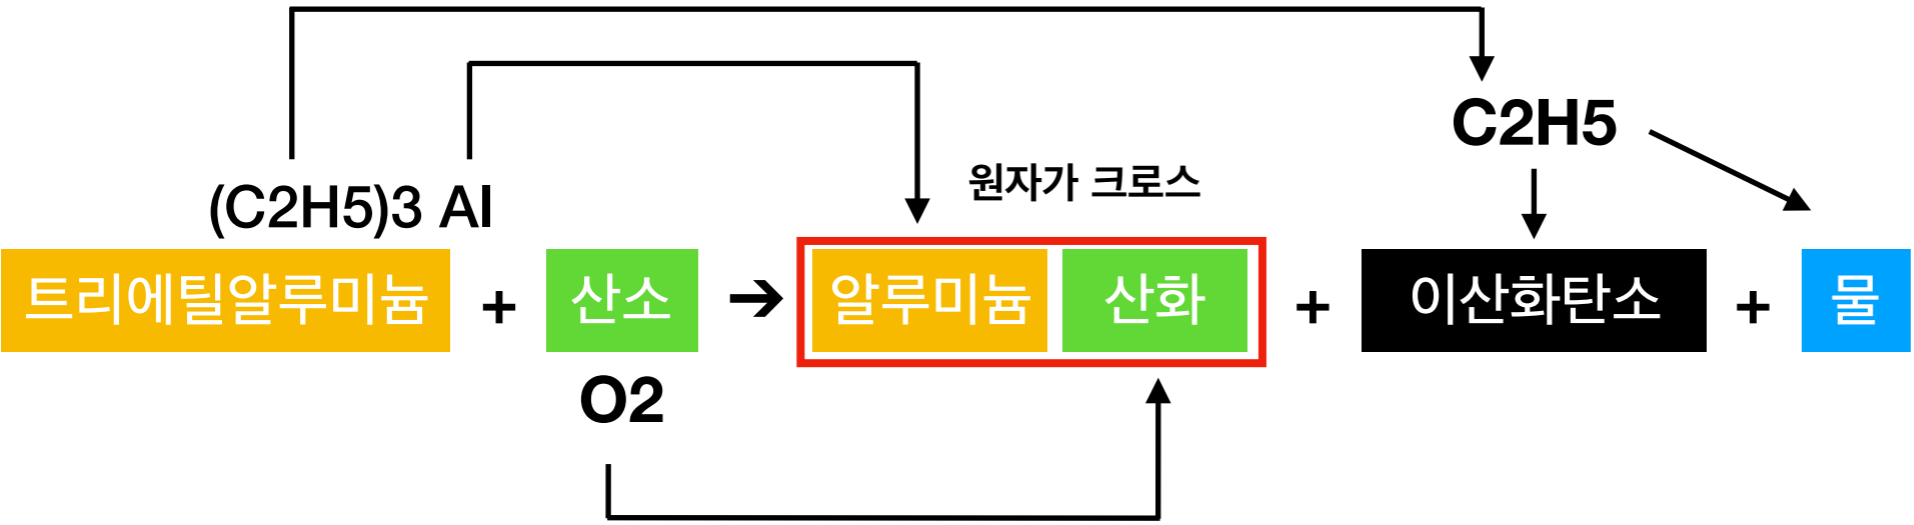 C2H5
원자가 크로스
(C2H5)3 Al
트리에틸알루미늄 + 산소 → 알루미늄 산화 + 이산화탄소 + 물
O2